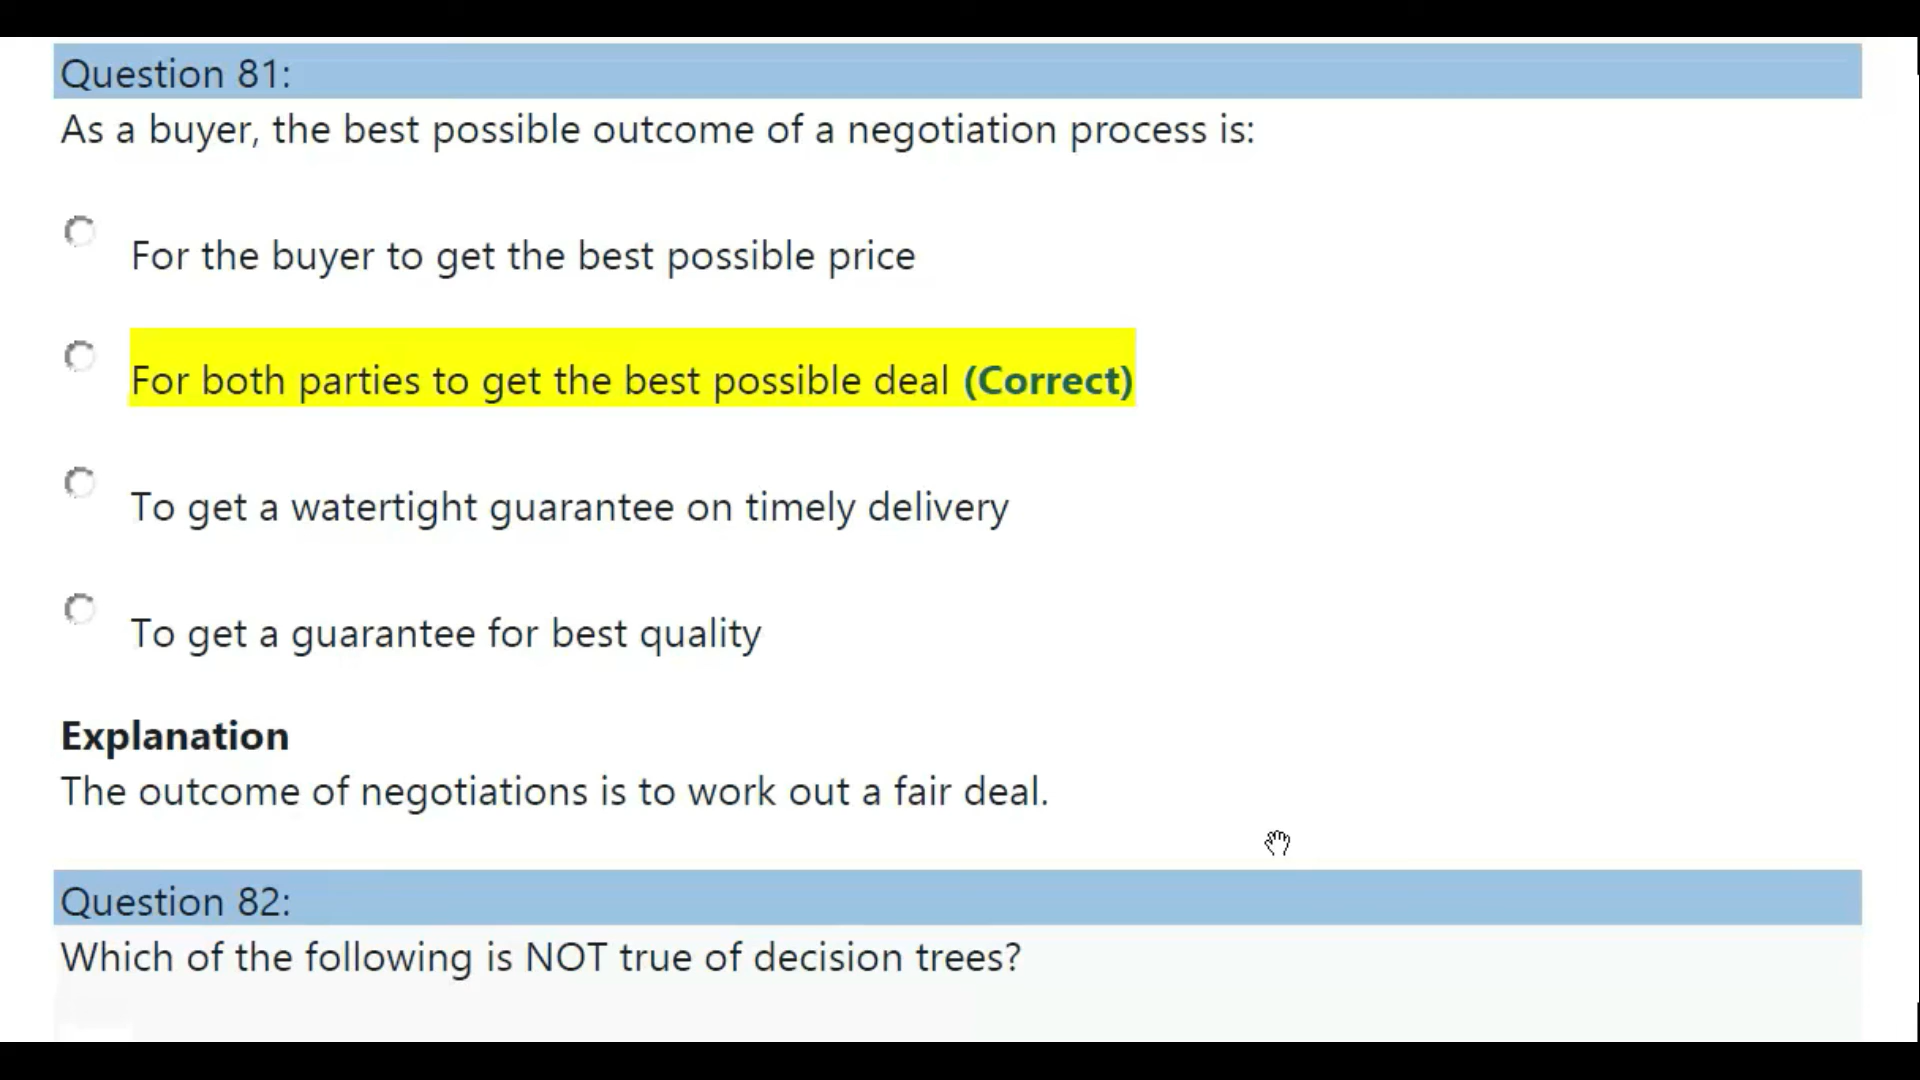 Question 81:
As a buyer, the best possible outcome of a negotiation process is:
For the buyer to get the best possible price
For both parties to get the best possible deal (Correct)
To get a watertight guarantee on timely delivery
To get a guarantee for best quality
Explanation
The outcome of negotiations is to work out a fair deal.
Question 82:
Which of the following is NOT true of decision trees?